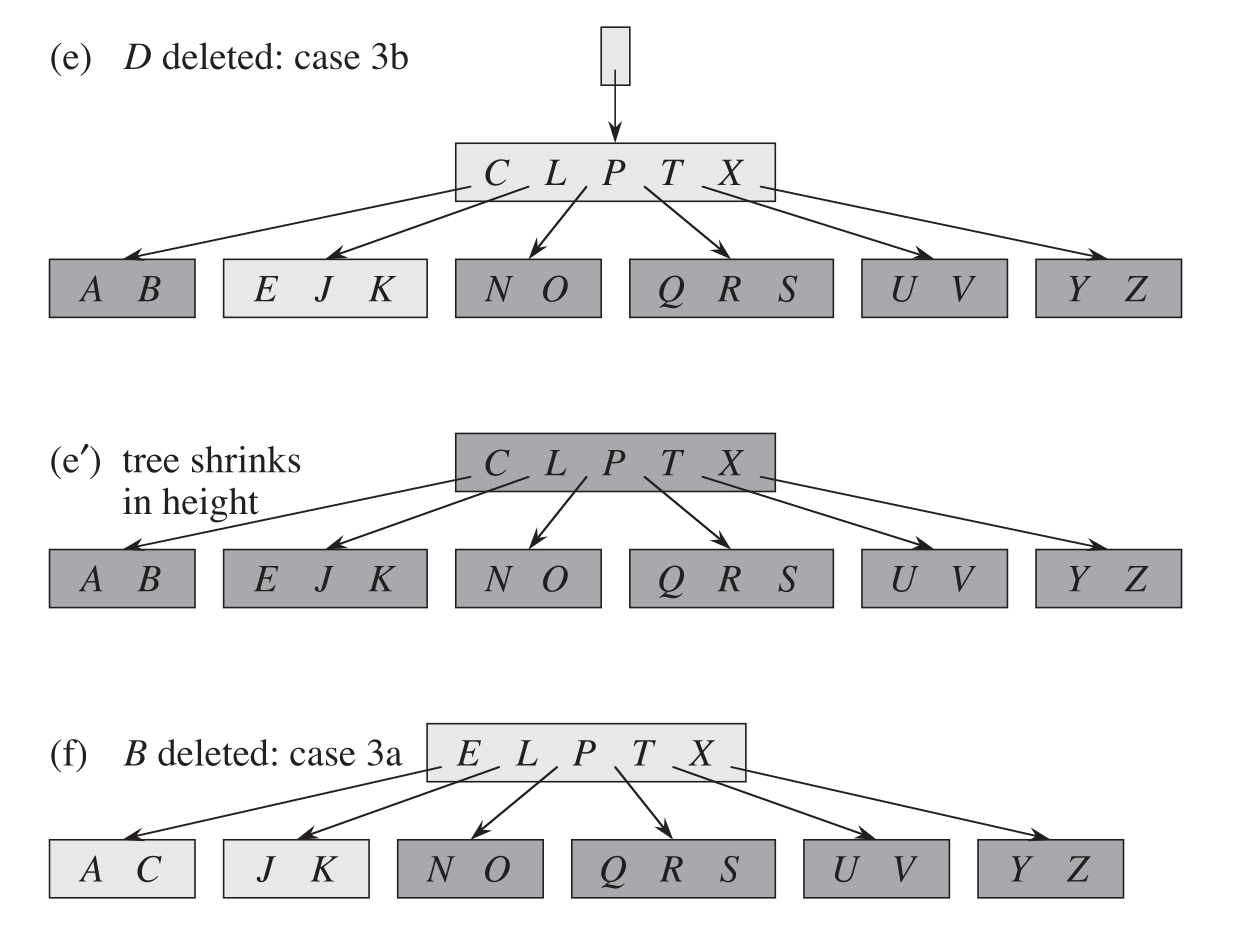 (e) D deleted: case 3b
C L P T X
A B E J K N O Q R S U V Y Z
(e′) tree shrinks
in height
C L P T X
A B E J K N O Q R S U V Y Z
(f) B deleted: case 3a
E L P T X
A C J K N O Q R S U V Y Z